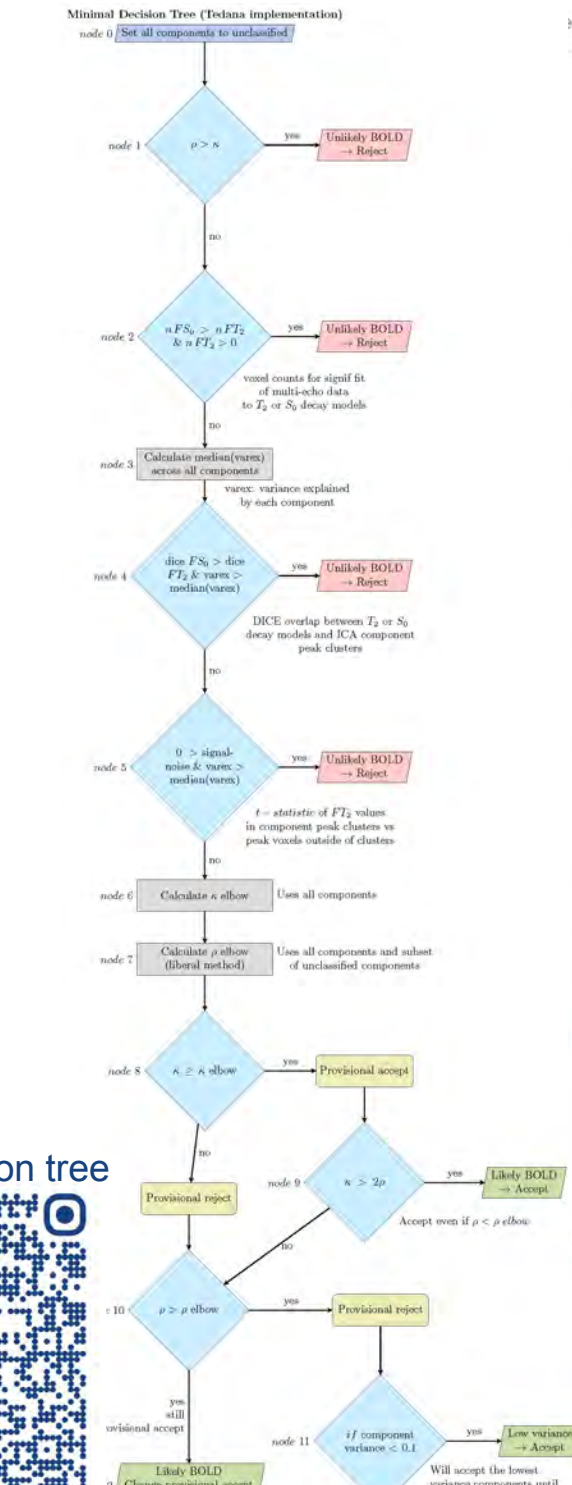 Minimal Decision Tree (Tedana implementation)
node 0 Set all components to unclassified
node 1 ρ > κ
yes
Unlikely BOLD
→ Reject
no
node 2 n FS₀ > n FT₂
& n FT₂ > 0
yes
Unlikely BOLD
→ Reject
voxel counts for signif fit
of multi-echo data
to T₂ or S₀ decay models
no
node 3 Calculate median(varex)
across all components
varex: variance explained
by each component
node 4 dice FS₀ > dice
FT₂ & varex >
median(varex)
yes
Unlikely BOLD
→ Reject
DICE overlap between T₂ or S₀
decay models and ICA component
peak clusters
no
node 5 0 > signal-
noise & varex >
median(varex)
yes
Unlikely BOLD
→ Reject
t − statistic of FT₂ values
in component peak clusters vs
peak voxels outside of clusters
no
node 6 Calculate κ elbow Uses all components
node 7 Calculate ρ elbow
(liberal method)
Uses all components and subset
of unclassified components
node 8 κ ≥ κ elbow
yes
Provisional accept
no
on tree
Provisional reject
node 9 κ > 2ρ
yes
Likely BOLD
→ Accept
Accept even if ρ < ρ elbow
no
10 ρ > ρ elbow
yes
Provisional reject
yes
still
ovisional accept
node 11 if component
variance < 0.1
yes
Low variance
→ Accept
Likely BOLD
Change provisional accept
Will accept the lowest
variance components until